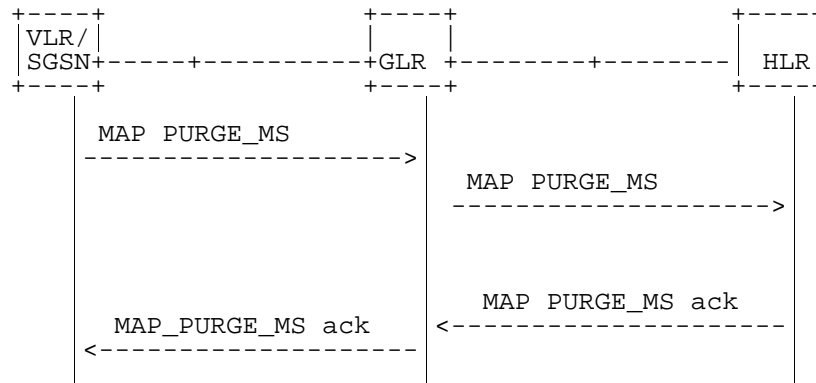 VLR/
SGSN GLR HLR
MAP PURGE_MS
MAP PURGE_MS
MAP PURGE_MS ack
MAP_PURGE_MS ack